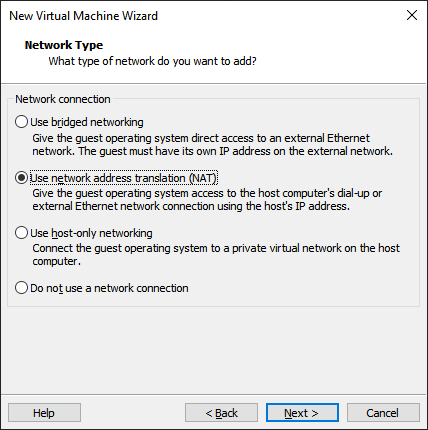 New Virtual Machine Wizard
Network Type
What type of network do you want to add?
Network connection
Use bridged networking
Give the guest operating system direct access to an external Ethernet
network. The guest must have its own IP address on the external network.
Use network address translation (NAT)
Give the guest operating system access to the host computer's dial-up or
external Ethernet network connection using the host's IP address.
Use host-only networking
Connect the guest operating system to a private virtual network on the host
computer.
Do not use a network connection
Help
< Back
Next >
Cancel